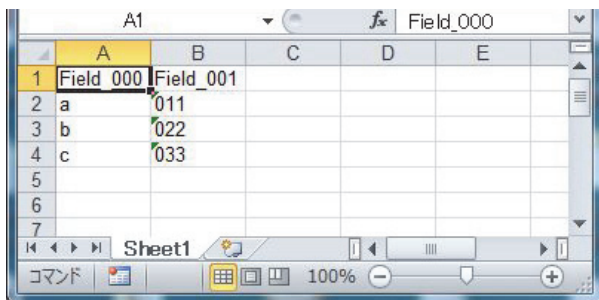 A1 fx Field_000
A B C D E
1 Field_000 Field_001
2 a 011
3 b 022
4 c 033
5
6
7
Sheet1
コマンド 100%